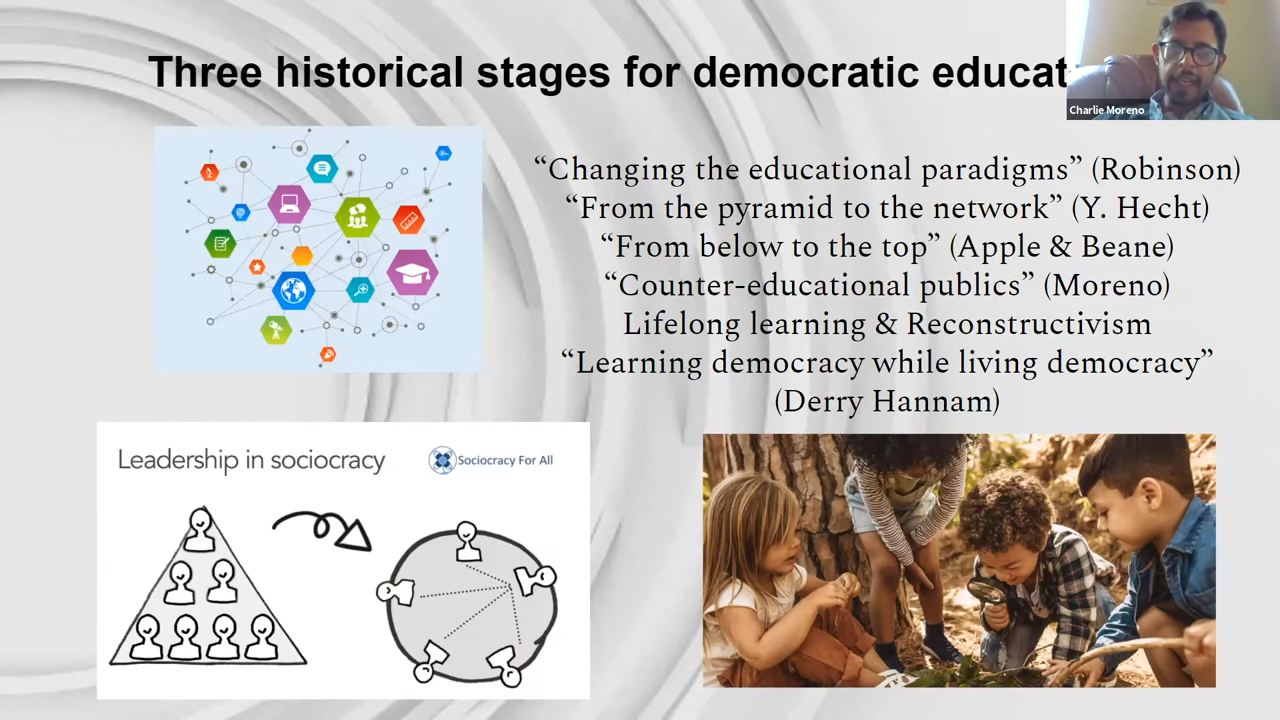 Three historical stages for democratic educat
Charlie Moreno
“Changing the educational paradigms” (Robinson)
“From the pyramid to the network” (Y. Hecht)
“From below to the top” (Apple & Beane)
“Counter-educational publics” (Moreno)
Lifelong learning & Reconstructivism
“Learning democracy while living democracy”
(Derry Hannam)
Leadership in sociocracy
Sociocracy For All